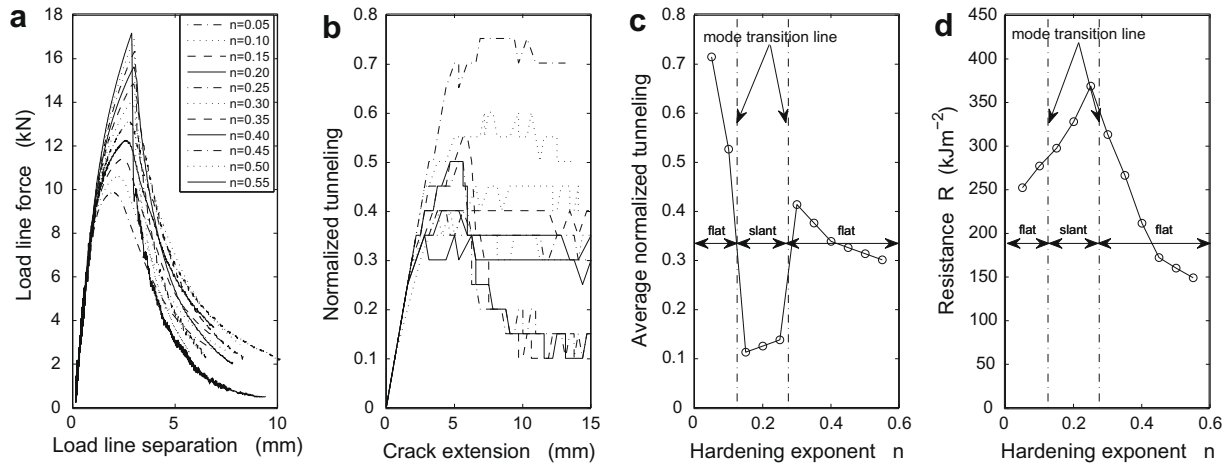 a
Load line force (kN)
18
16
14
12
10
8
6
4
2
0
0
5
10
Load line separation (mm)
n=0.05
n=0.10
n=0.15
n=0.20
n=0.25
n=0.30
n=0.35
n=0.40
n=0.45
n=0.50
n=0.55
b
Normalized tunneling
0.8
0.7
0.6
0.5
0.4
0.3
0.2
0.1
0
0
5
10
15
Crack extension (mm)
c
Average normalized tunneling
0.8
0.7
0.6
0.5
0.4
0.3
0.2
0.1
0
0
0.2
0.4
0.6
Hardening exponent n
mode transition line
flat
slant
flat
d
Resistance R (kJm−2)
450
400
350
300
250
200
150
100
50
0
0
0.2
0.4
0.6
Hardening exponent n
mode transition line
flat
slant
flat